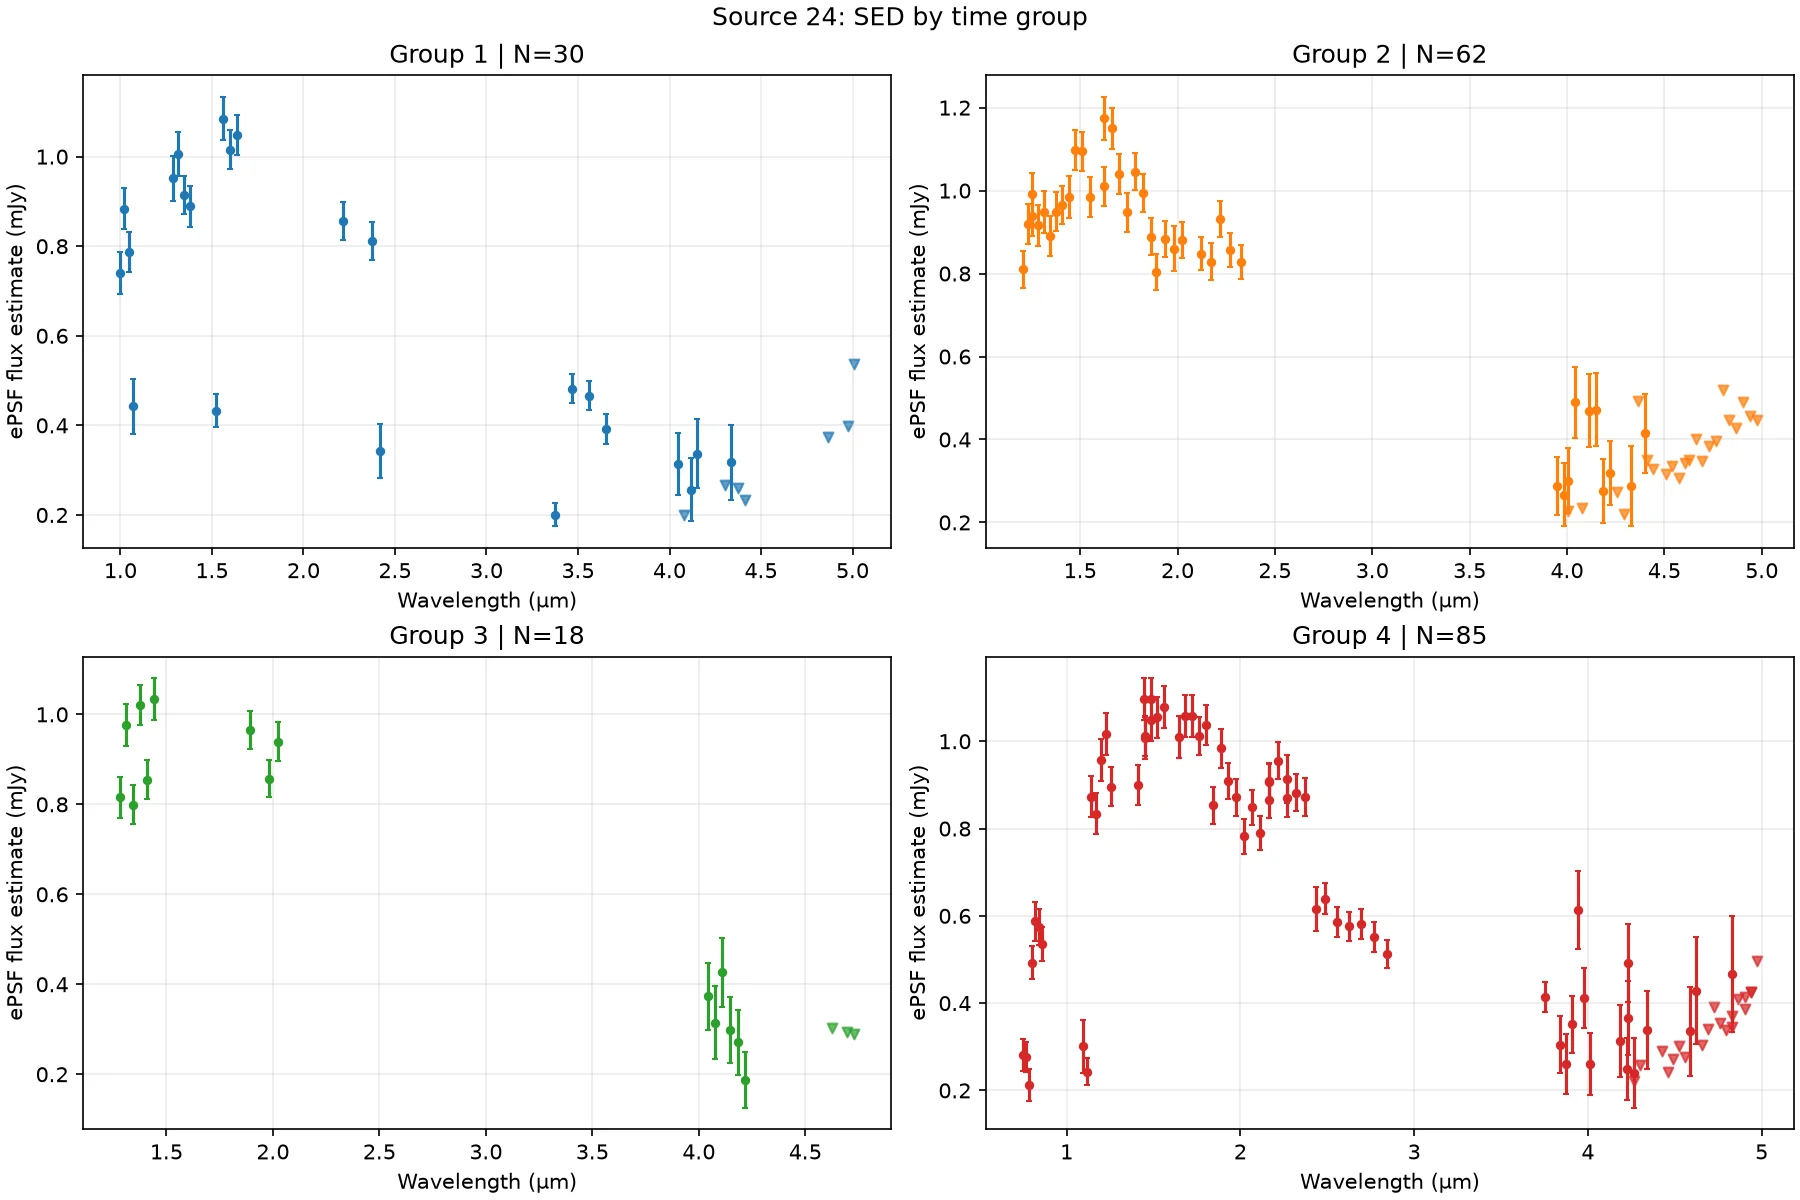 Source 24: SED by time group
Group 1 | N=30
ePSF flux estimate (mJy)
1.0
0.8
0.6
0.4
0.2
1.0 1.5 2.0 2.5 3.0 3.5 4.0 4.5 5.0
Wavelength (µm)
Group 2 | N=62
ePSF flux estimate (mJy)
1.2
1.0
0.8
0.6
0.4
0.2
1.5 2.0 2.5 3.0 3.5 4.0 4.5 5.0
Wavelength (µm)
Group 3 | N=18
ePSF flux estimate (mJy)
1.0
0.8
0.6
0.4
0.2
1.5 2.0 2.5 3.0 3.5 4.0 4.5
Wavelength (µm)
Group 4 | N=85
ePSF flux estimate (mJy)
1.0
0.8
0.6
0.4
0.2
1 2 3 4 5
Wavelength (µm)